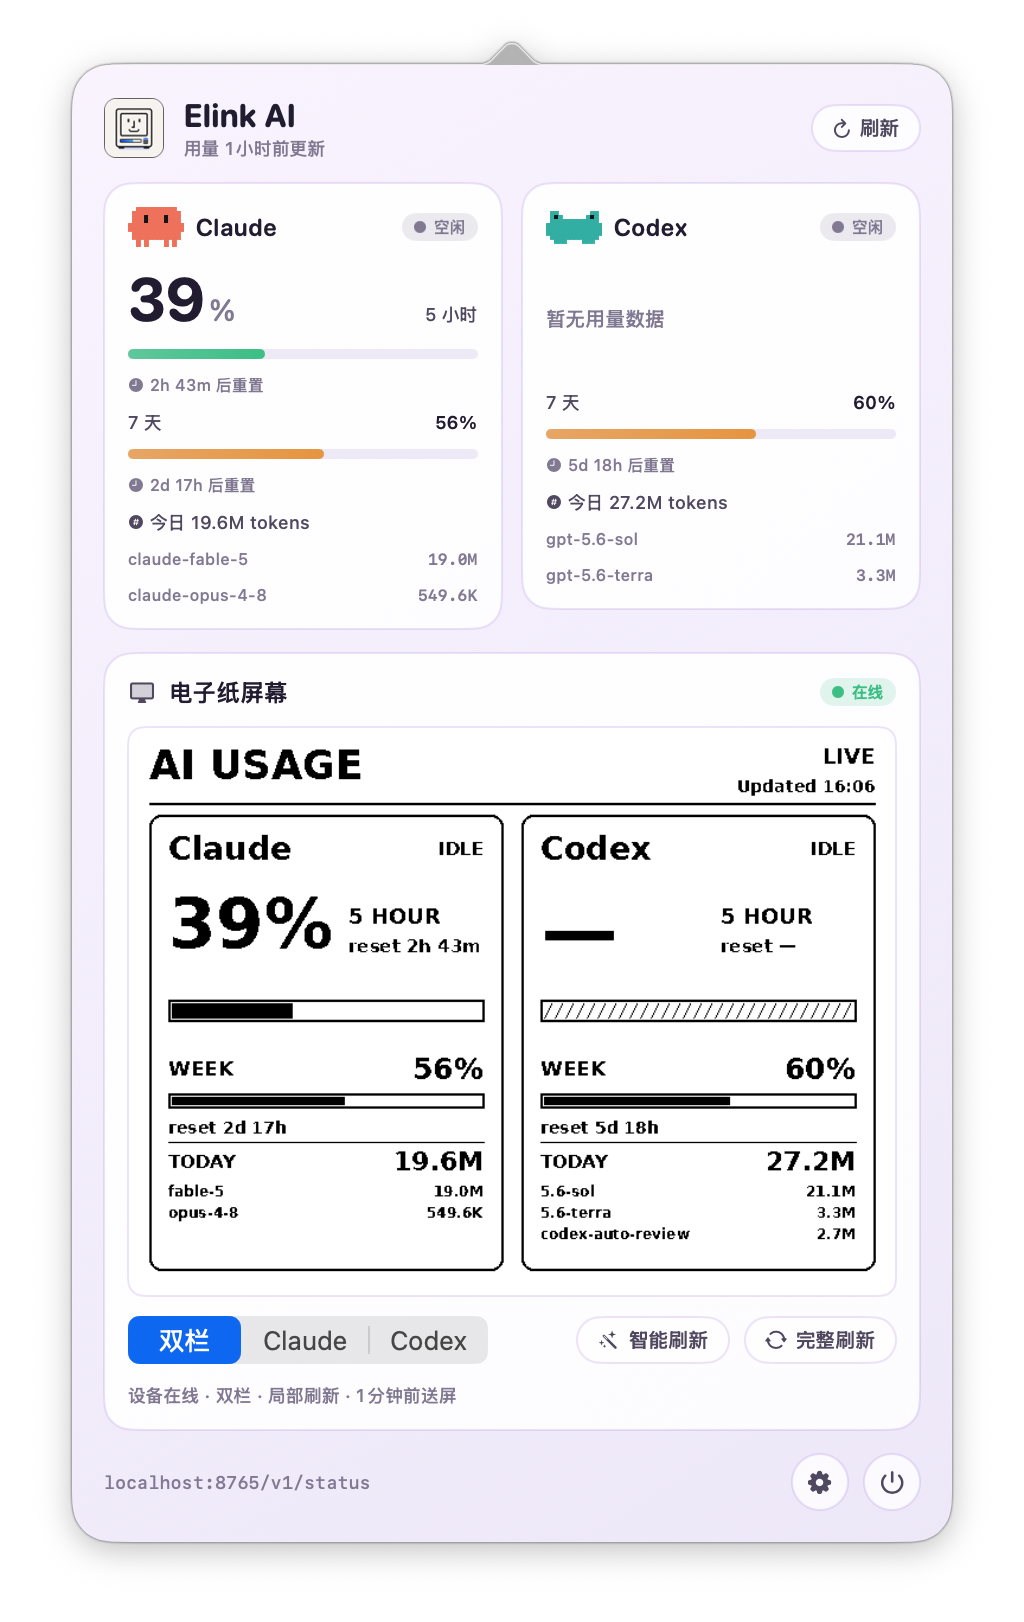 Elink AI
用量 1小时前更新
刷新
Claude
空闲
39%
5 小时
2h 43m 后重置
7 天
56%
2d 17h 后重置
今日 19.6M tokens
claude-fable-5
19.0M
claude-opus-4-8
549.6K
Codex
空闲
暂无用量数据
7 天
60%
5d 18h 后重置
今日 27.2M tokens
gpt-5.6-sol
21.1M
gpt-5.6-terra
3.3M
电子纸屏幕
在线
AI USAGE
LIVE
Updated 16:06
Claude
IDLE
39%
5 HOUR
reset 2h 43m
WEEK
56%
reset 2d 17h
TODAY
19.6M
fable-5
19.0M
opus-4-8
549.6K
Codex
IDLE
—
5 HOUR
reset —
WEEK
60%
reset 5d 18h
TODAY
27.2M
5.6-sol
21.1M
5.6-terra
3.3M
codex-auto-review
2.7M
双栏
Claude
Codex
智能刷新
完整刷新
设备在线 · 双栏 · 局部刷新 · 1分钟前送屏
localhost:8765/v1/status